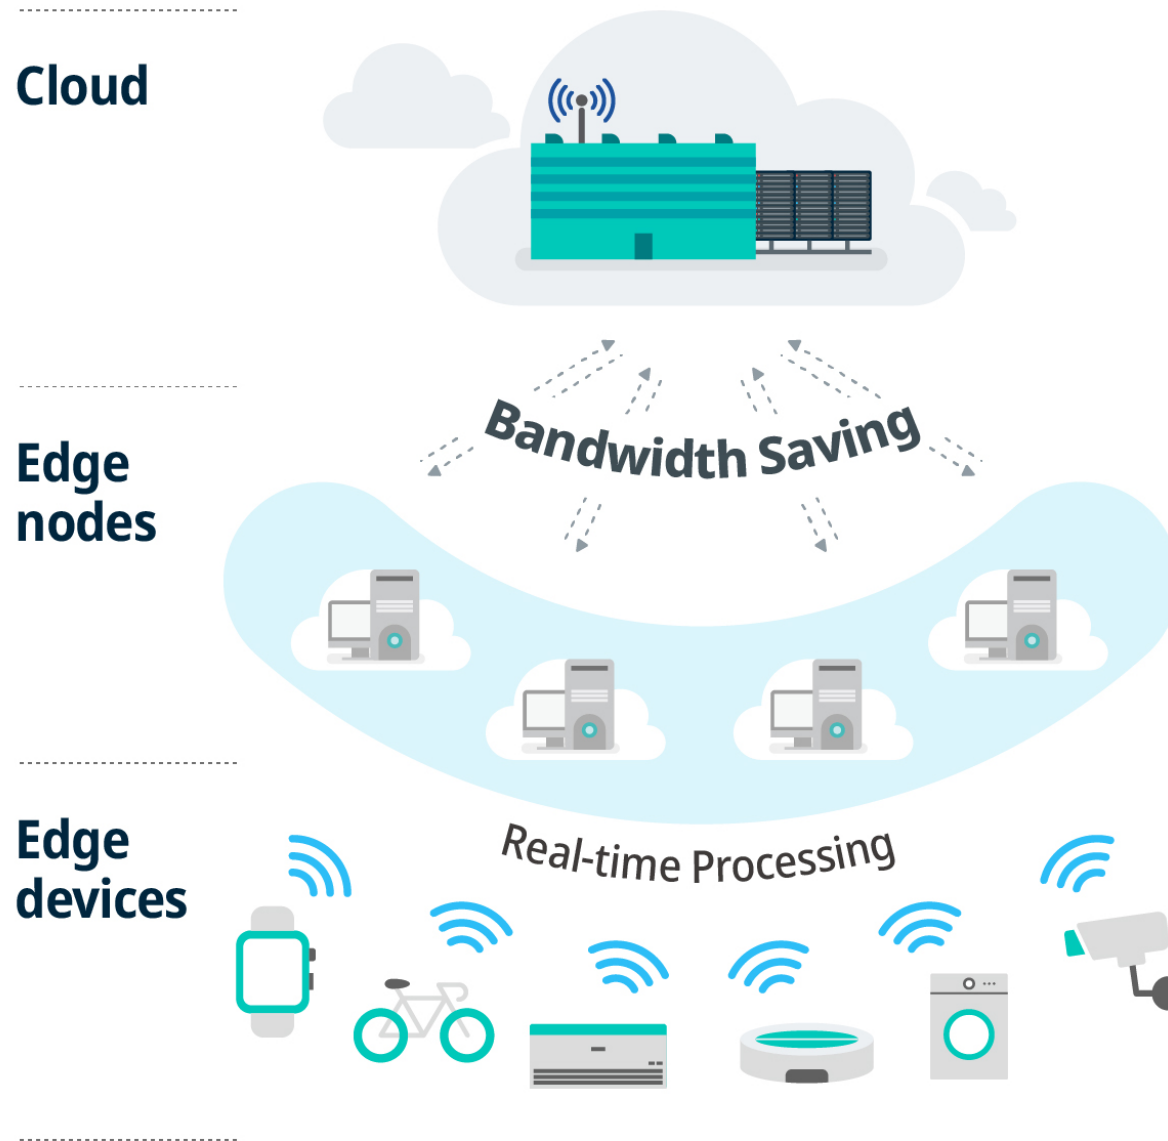 Cloud
Bandwidth Saving
Edge
nodes
Real-time Processing
Edge
devices